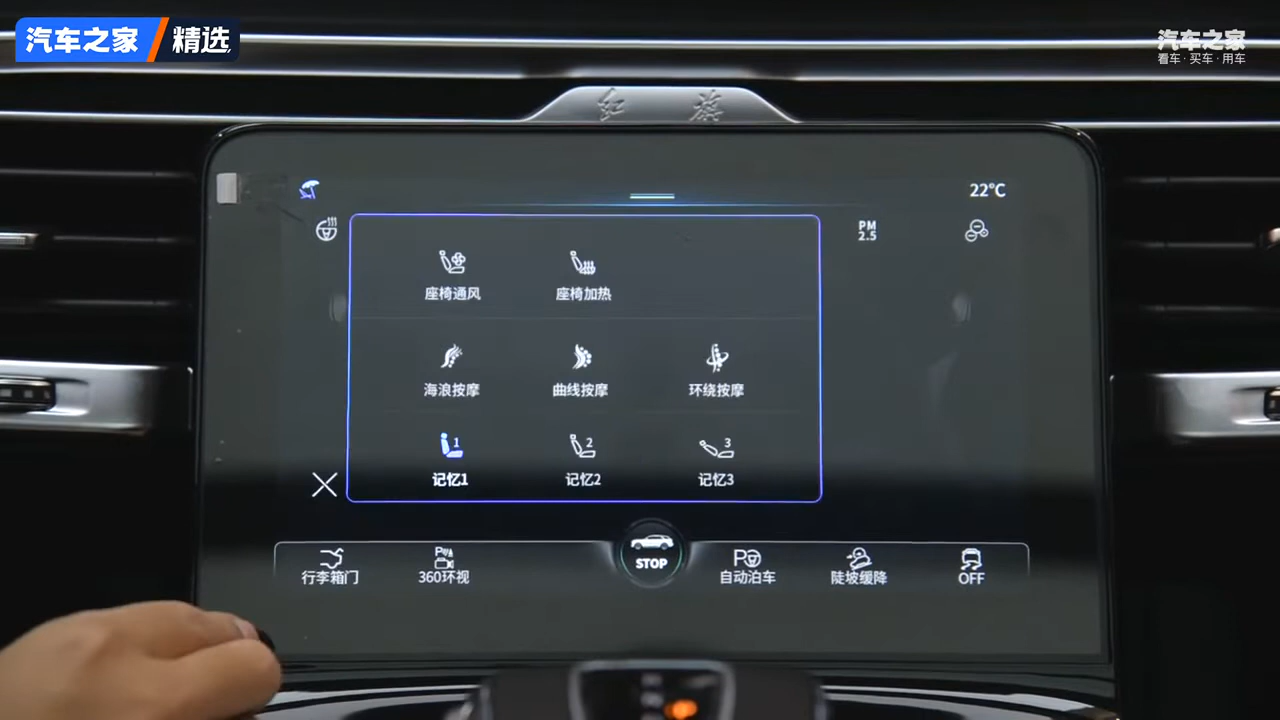 汽车之家 精选
汽车之家
看车·买车·用车
红旗
22℃
PM
2.5
座椅通风 座椅加热
海浪按摩 曲线按摩 环绕按摩
1 2 3
记忆1 记忆2 记忆3
STOP
行李箱门 360环视 自动泊车 陡坡缓降 OFF